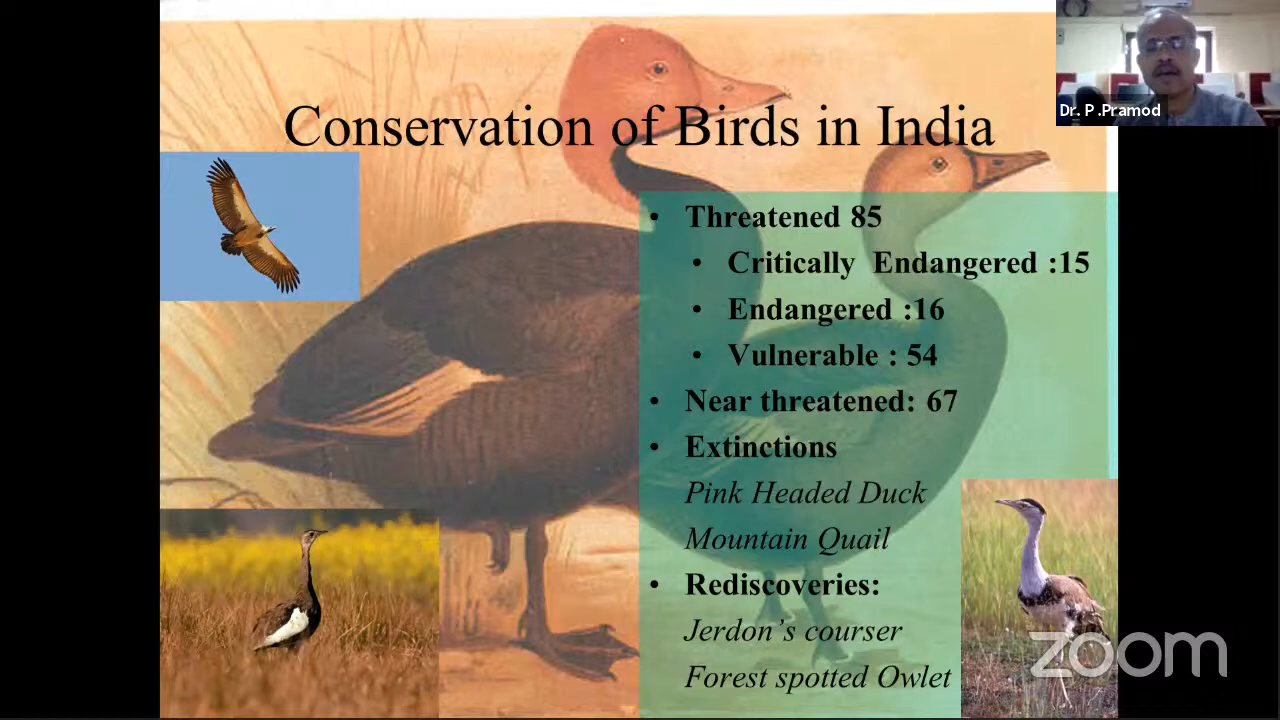 Dr. P.Pramod
Conservation of Birds in India
• Threatened 85
• Critically Endangered :15
• Endangered :16
• Vulnerable : 54
• Near threatened: 67
• Extinctions
Pink Headed Duck
Mountain Quail
• Rediscoveries:
Jerdon's courser
Forest spotted Owlet
zoom